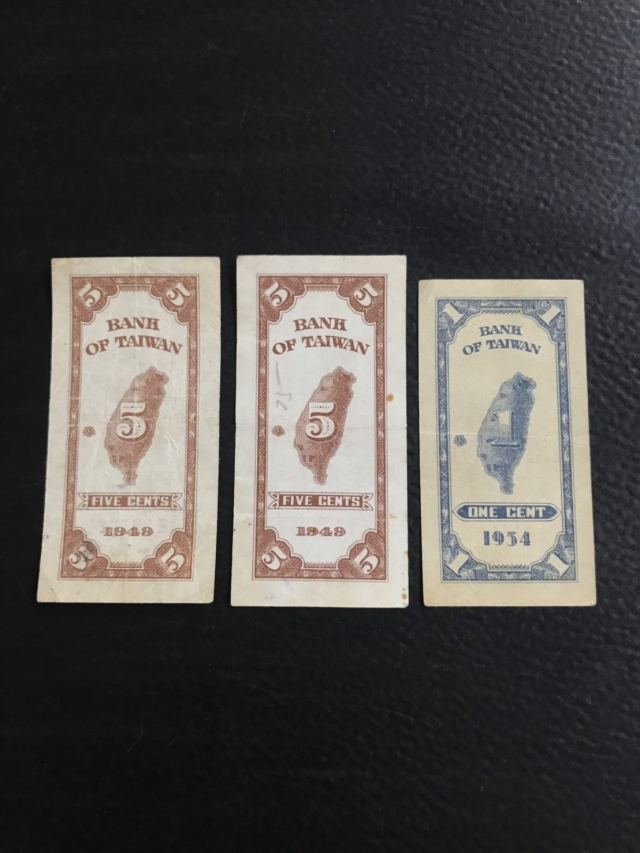 5 5
BANK
OF TAIWAN
5
FIVE CENTS
1949
5 5
5 5
BANK
OF TAIWAN
5
FIVE CENTS
1949
5 5
1 1
BANK
OF TAIWAN
1
ONE CENT
1954
1 1